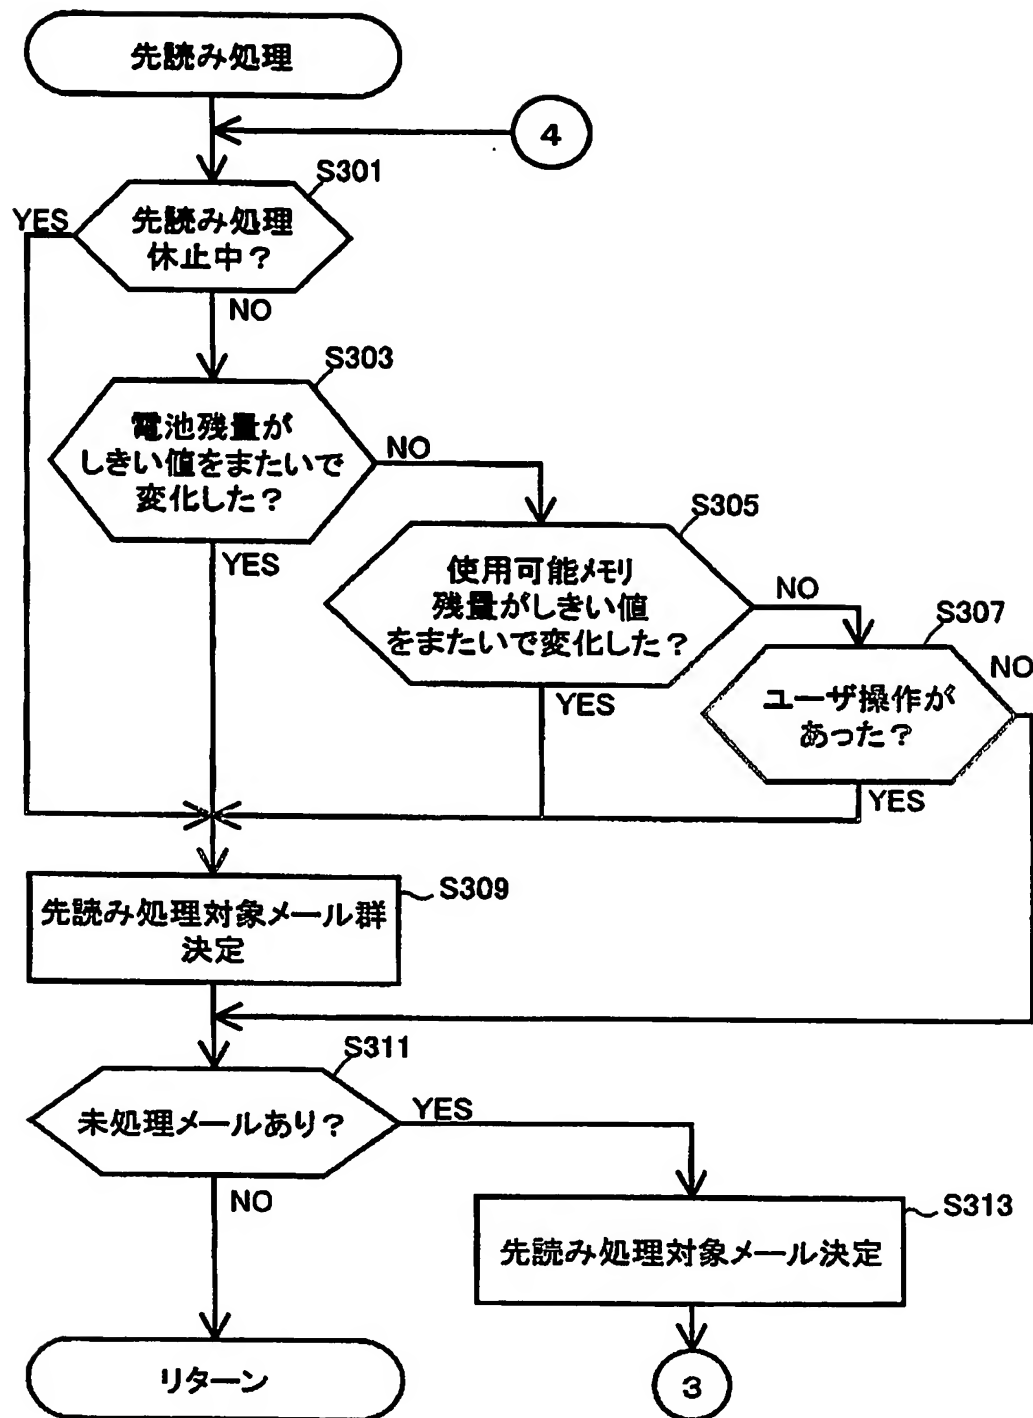 先読み処理
4
S301
YES
先読み処理
休止中?
NO
S303
電池残量が
しきい値をまたいで
変化した?
NO
YES
S305
使用可能メモリ
残量がしきい値
をまたいで変化した?
NO
YES
S307
ユーザ操作が
あった?
NO
YES
S309
先読み処理対象メール群
決定
S311
未処理メールあり?
YES
NO
S313
先読み処理対象メール決定
リターン
3